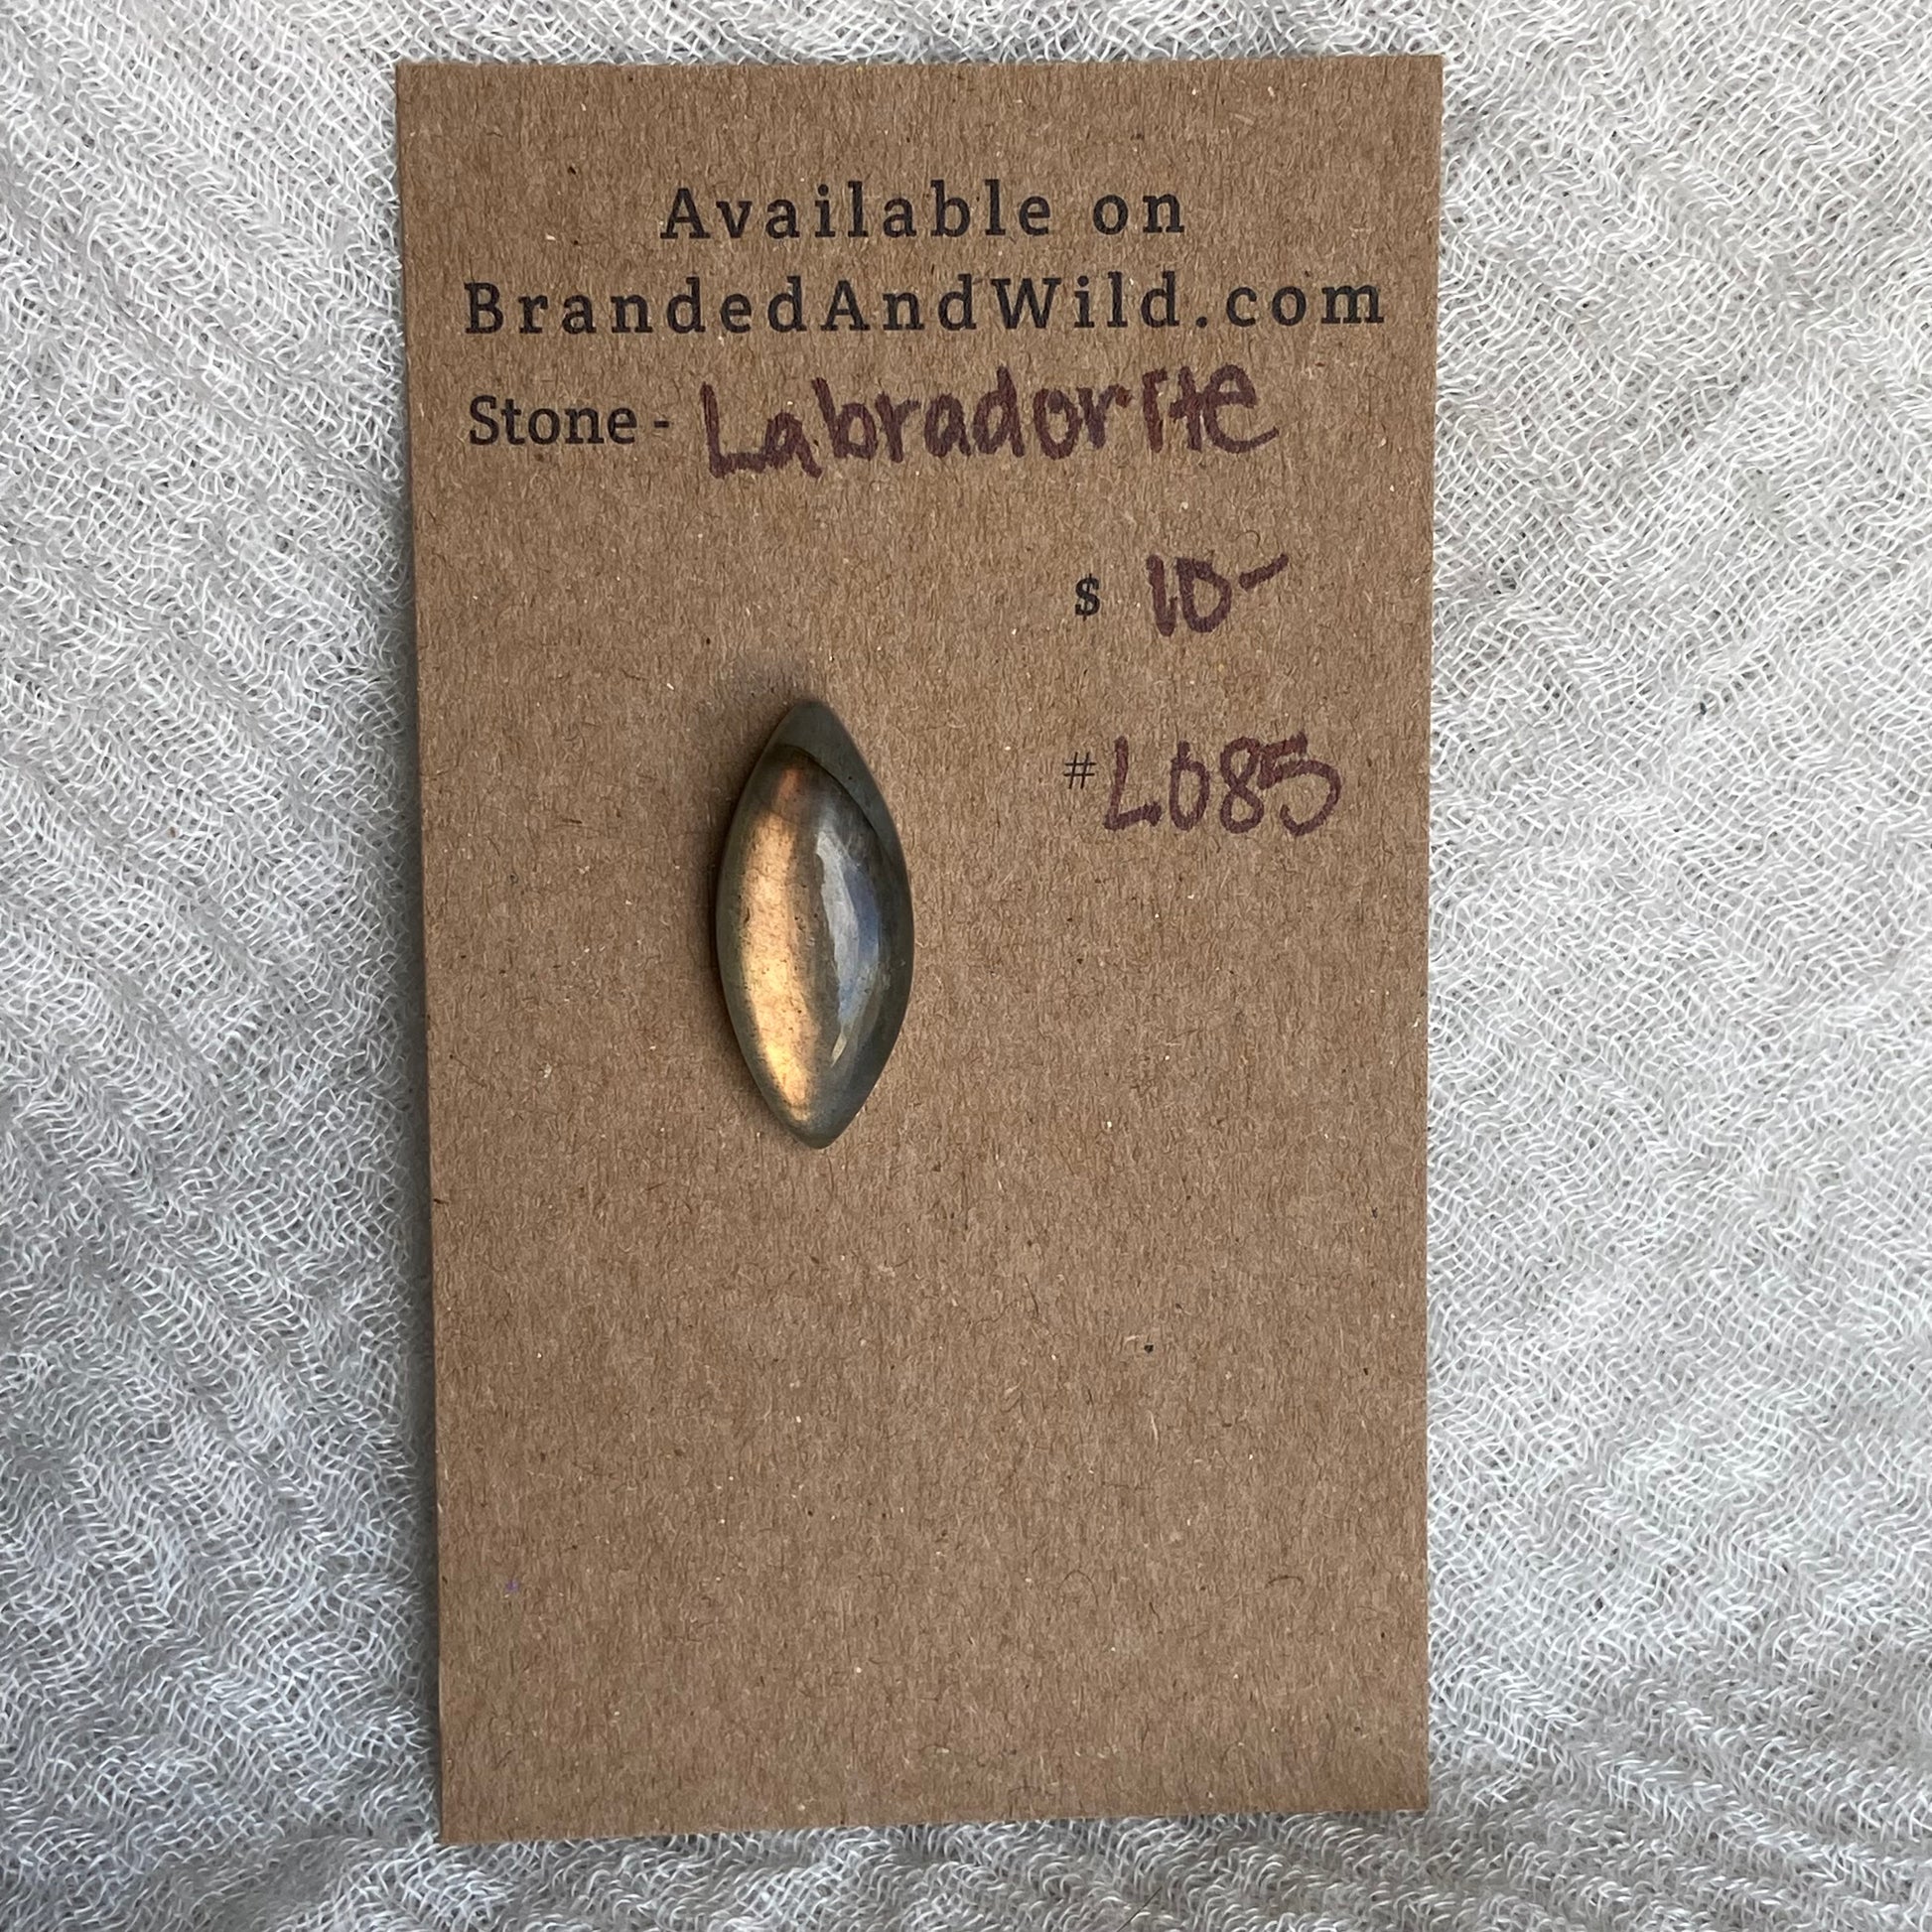 Available on
BrandedAndWild.com
Stone - Labradorite
$ 10-
#L085